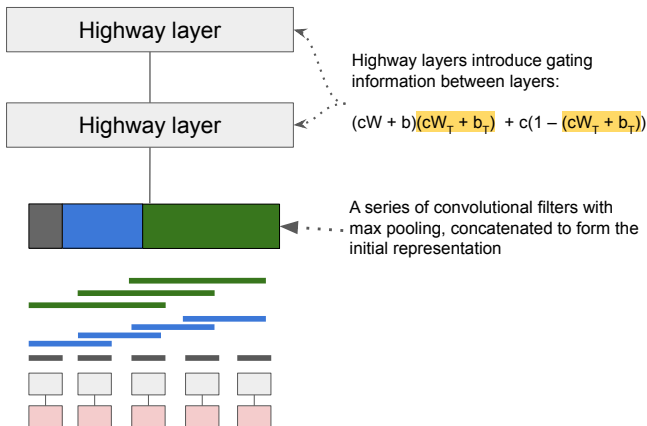 Highway layer
Highway layer
Highway layers introduce gating
information between layers:
(cW + b)(cW_T + b_T) + c(1 – (cW_T + b_T))
A series of convolutional filters with
max pooling, concatenated to form the
initial representation